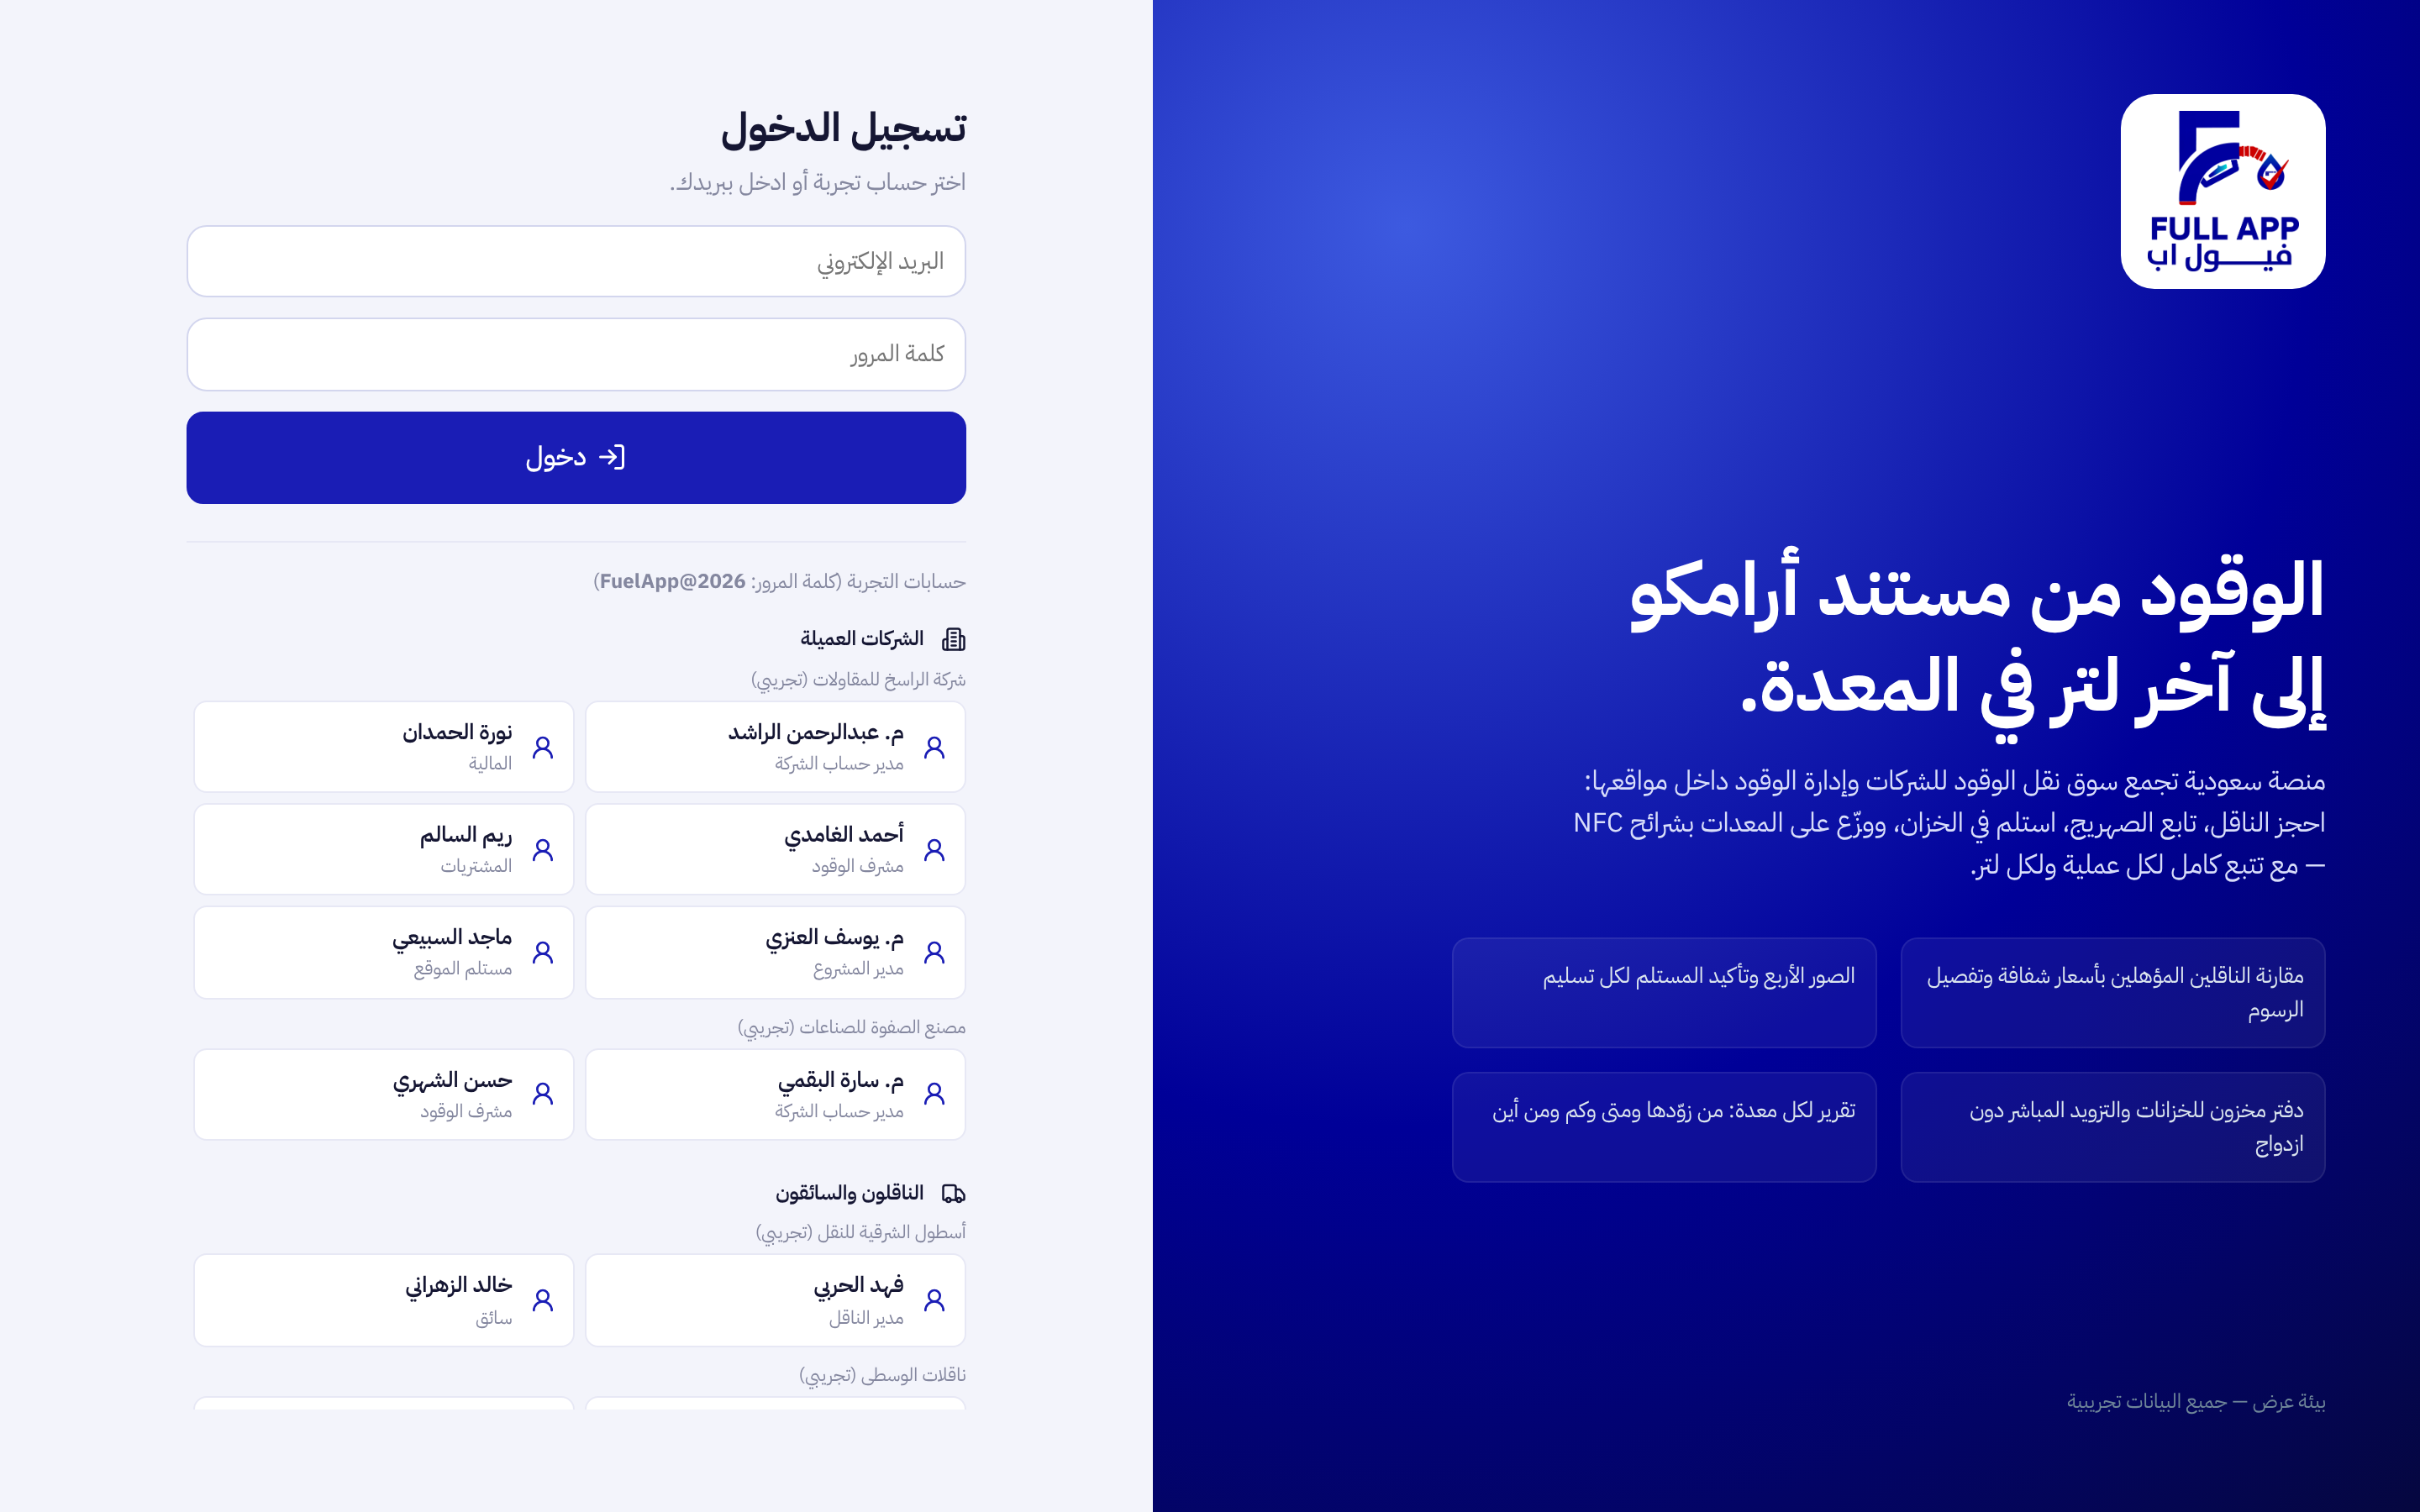 FULL APP
فيــول اب
الوقود من مستند أرامكو
إلى آخر لتر في المعدة.
منصة سعودية تجمع سوق نقل الوقود للشركات وإدارة الوقود داخل مواقعها:
احجز الناقل، تابع الصهريج، استلم في الخزان، ووزّع على المعدات بشرائح NFC
— مع تتبع كامل لكل عملية ولكل لتر.
مقارنة الناقلين المؤهلين بأسعار شفافة وتفصيل
الرسوم
الصور الأربع وتأكيد المستلم لكل تسليم
دفتر مخزون للخزانات والتزويد المباشر دون
ازدواج
تقرير لكل معدة: من زوّدها ومتى وكم ومن أين
بيئة عرض — جميع البيانات تجريبية
تسجيل الدخول
اختر حساب تجربة أو ادخل ببريدك.
البريد الإلكتروني
كلمة المرور
دخول
حسابات التجربة (كلمة المرور: FuelApp@2026)
الشركات العميلة
شركة الراسخ للمقاولات (تجريبي)
م. عبدالرحمن الراشد
مدير حساب الشركة
نورة الحمدان
المالية
أحمد الغامدي
مشرف الوقود
ريم السالم
المشتريات
م. يوسف العنزي
مدير المشروع
ماجد السبيعي
مستلم الموقع
مصنع الصفوة للصناعات (تجريبي)
م. سارة البقمي
مدير حساب الشركة
حسن الشهري
مشرف الوقود
الناقلون والسائقون
أسطول الشرقية للنقل (تجريبي)
فهد الحربي
مدير الناقل
خالد الزهراني
سائق
ناقلات الوسطى (تجريبي)